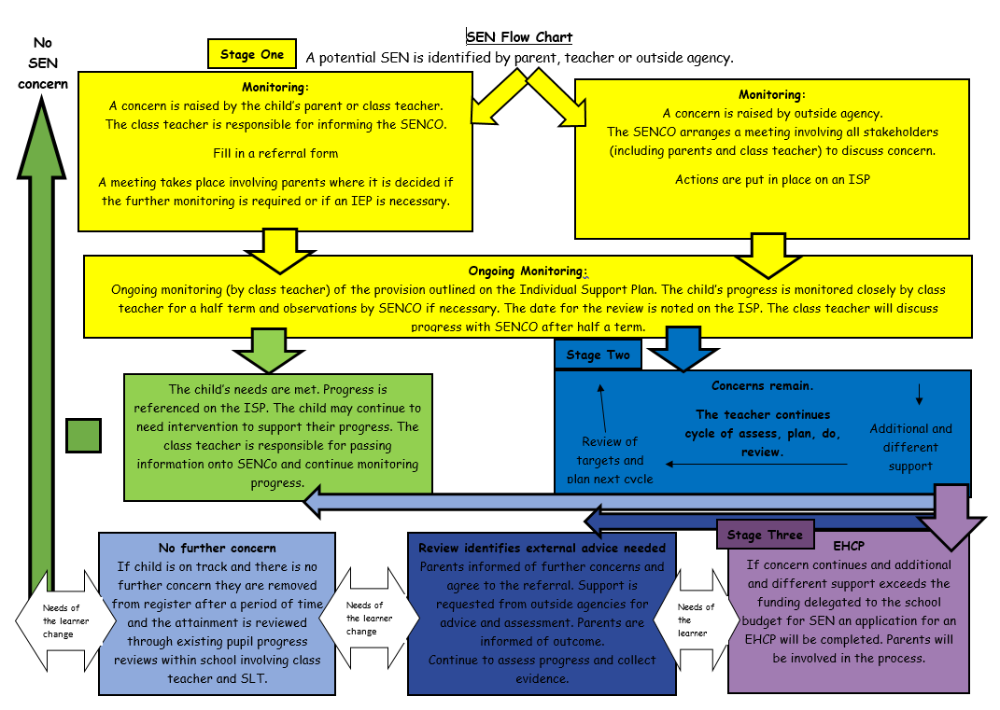 SEN Flow Chart
No
SEN
concern
Stage One
A potential SEN is identified by parent, teacher or outside agency.
Monitoring:
A concern is raised by the child's parent or class teacher.
The class teacher is responsible for informing the SENCO.
Fill in a referral form
A meeting takes place involving parents where it is decided if
the further monitoring is required or if an IEP is necessary.
Monitoring:
A concern is raised by outside agency.
The SENCO arranges a meeting involving all stakeholders
(including parents and class teacher) to discuss concern.
Actions are put in place on an ISP
Ongoing Monitoring:
Ongoing monitoring (by class teacher) of the provision outlined on the Individual Support Plan. The child's progress is monitored closely by class
teacher for a half term and observations by SENCO if necessary. The date for the review is noted on the ISP. The class teacher will discuss
progress with SENCO after half a term.
The child's needs are met. Progress is
referenced on the ISP. The child may continue to
need intervention to support their progress. The
class teacher is responsible for passing
information onto SENCo and continue monitoring
progress.
Stage Two
Concerns remain.
The teacher continues
cycle of assess, plan, do,
review.
Additional and
different
support
Review of
targets and
plan next cycle
No further concern
If child is on track and there is no
further concern they are removed
from register after a period of time
and the attainment is reviewed
through existing pupil progress
reviews within school involving class
teacher and SLT.
Review identifies external advice needed
Parents informed of further concerns and
agree to the referral. Support is
requested from outside agencies for
advice and assessment. Parents are
informed of outcome.
Continue to assess progress and collect
evidence.
Stage Three
EHCP
If concern continues and additional
and different support exceeds the
funding delegated to the school
budget for SEN an application for an
EHCP will be completed. Parents will
be involved in the process.
Needs of
the learner
change
Needs of
the learner
change
Needs of
the
learner